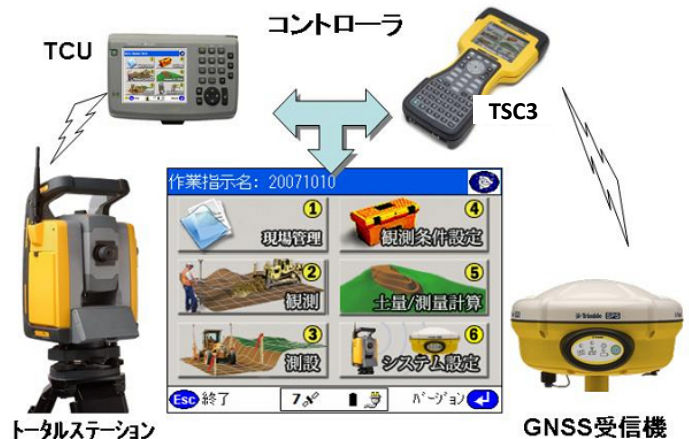 コントローラ
TCU
TSC3
作業指示名: 20071010
① 現場管理
④ 観測条件設定
② 観測
⑤ 土量/測量計算
③ 測設
⑥ システム設定
Esc 終了
7
バージョン
Trimble SPS
トータルステーション
GNSS受信機